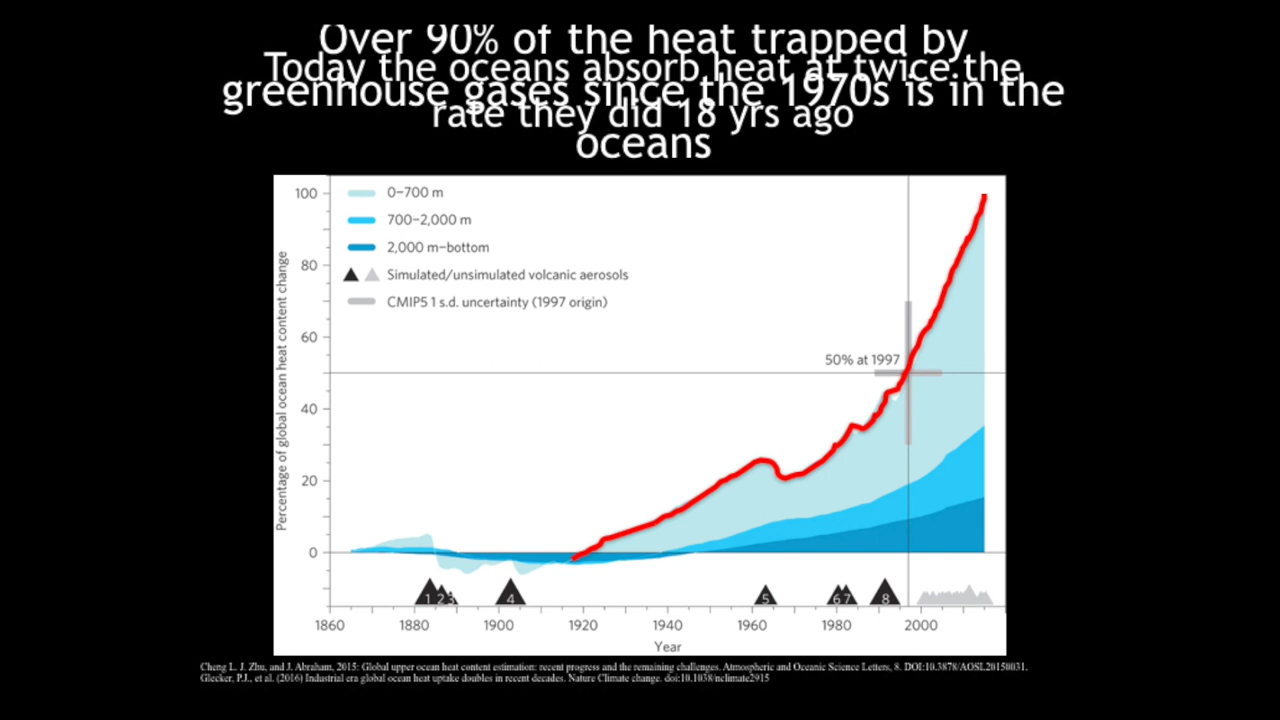 Over 90% of the heat trapped by
greenhouse gases since the 1970s is in the
oceans
Today the oceans absorb heat at twice the
rate they did 18 yrs ago
0–700 m
700–2,000 m
2,000 m–bottom
Simulated/unsimulated volcanic aerosols
CMIP5 1 s.d. uncertainty (1997 origin)
Percentage of global ocean heat content change
100
80
60
40
20
0
50% at 1997
1 2 3 4 5 6 7 8
1860 1880 1900 1920 1940 1960 1980 2000
Year
Cheng L. J. Zhu, and J. Abraham, 2015: Global upper ocean heat content estimation: recent progress and the remaining challenges. Atmospheric and Oceanic Science Letters, 8. DOI:10.3878/AOSL20150031.
Glecker, P.J., et al. (2016) Industrial era global ocean heat uptake doubles in recent decades. Nature Climate change. doi:10.1038/nclimate2915